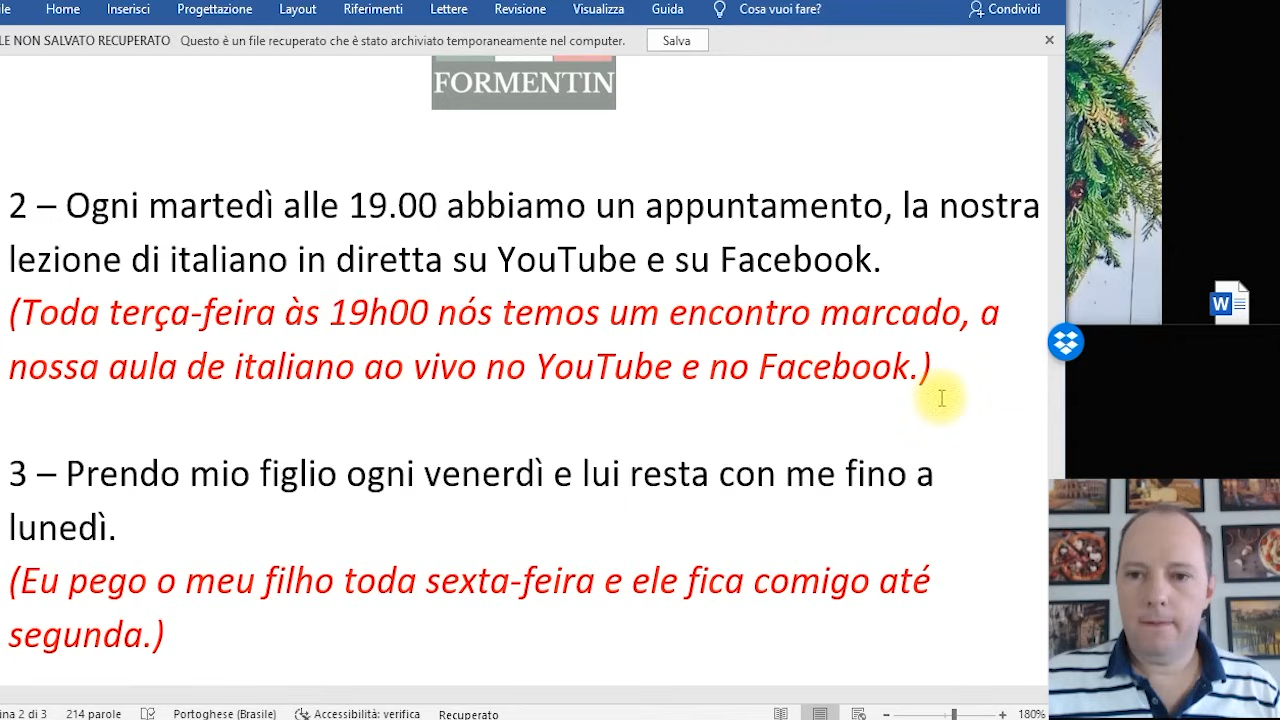 ile Home Inserisci Progettazione Layout Riferimenti Lettere Revisione Visualizza Guida Cosa vuoi fare? Condividi
LE NON SALVATO RECUPERATO Questo è un file recuperato che è stato archiviato temporaneamente nel computer. Salva
FORMENTIN
2 – Ogni martedì alle 19.00 abbiamo un appuntamento, la nostra
lezione di italiano in diretta su YouTube e su Facebook.
(Toda terça-feira às 19h00 nós temos um encontro marcado, a
nossa aula de italiano ao vivo no YouTube e no Facebook.)
W
3 – Prendo mio figlio ogni venerdì e lui resta con me fino a
lunedì.
(Eu pego o meu filho toda sexta-feira e ele fica comigo até
segunda.)
ina 2 di 3 214 parole Portoghese (Brasile) Accessibilità: verifica Recuperato 180%